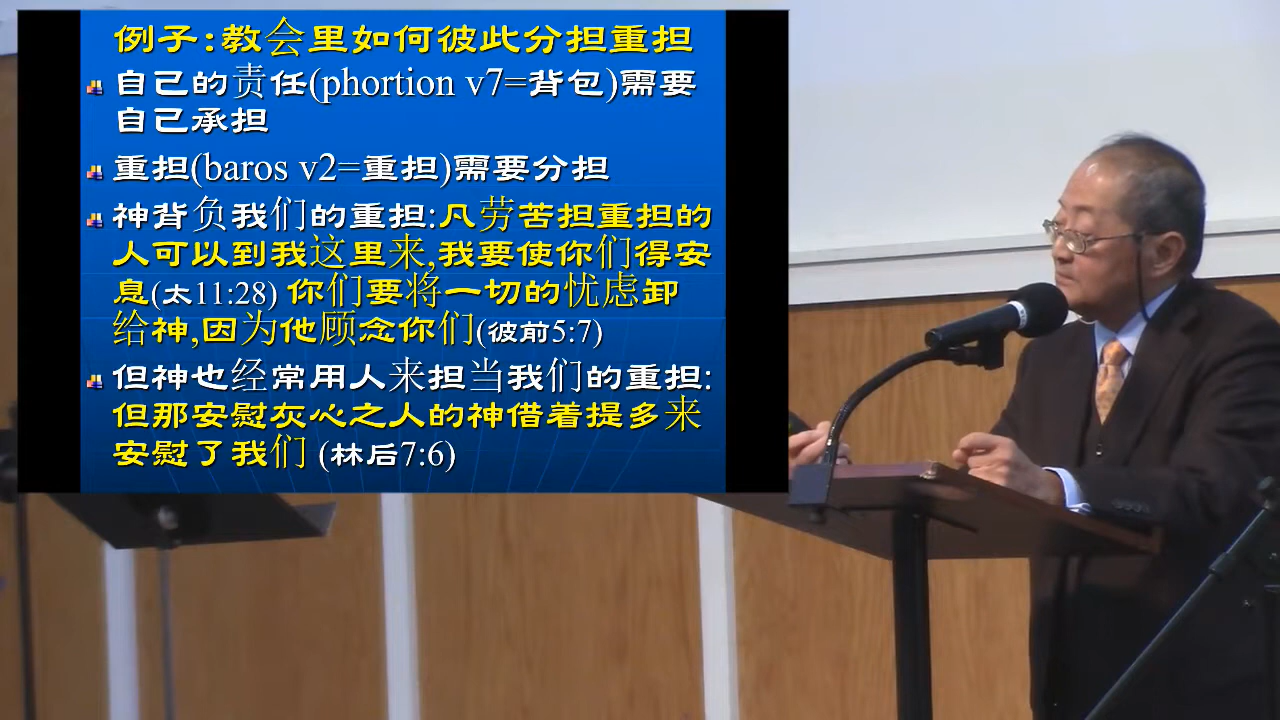 例子:教会里如何彼此分担重担
自己的责任(phortion v7=背包)需要
自己承担
重担(baros v2=重担)需要分担
神背负我们的重担:凡劳苦担重担的
人可以到我这里来,我要使你们得安
息(太11:28) 你们要将一切的忧虑卸
给神,因为他顾念你们(彼前5:7)
但神也经常用人来担当我们的重担:
但那安慰灰心之人的神借着提多来
安慰了我们 (林后7:6)